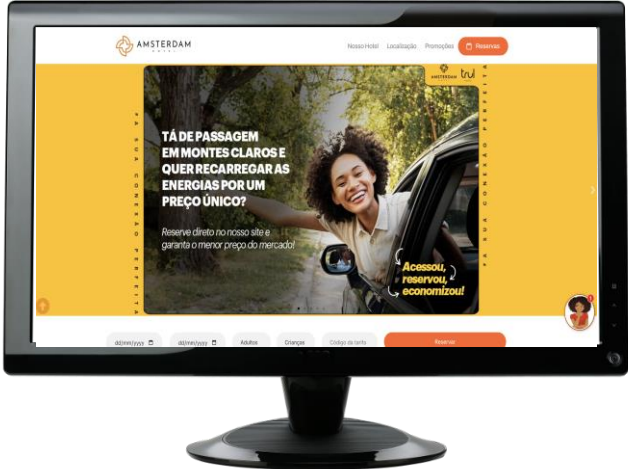 AMSTERDAM
HOTEL
Nosso Hotel Localização Promoções Reservas
AMSTERDAM trul
TÁ DE PASSAGEM
EM MONTES CLAROS E
QUER RECARREGAR AS
ENERGIAS POR UM
PREÇO ÚNICO?
Reserve direto no nosso site e
garanta o menor preço do mercado!
Acessou,
reservou,
economizou!
#A SUA CONEXÃO PERFEITA
#A SUA CONEXÃO PERFEITA
dd/mm/yyyy dd/mm/yyyy Adultos Crianças Código da tarifa Reservar